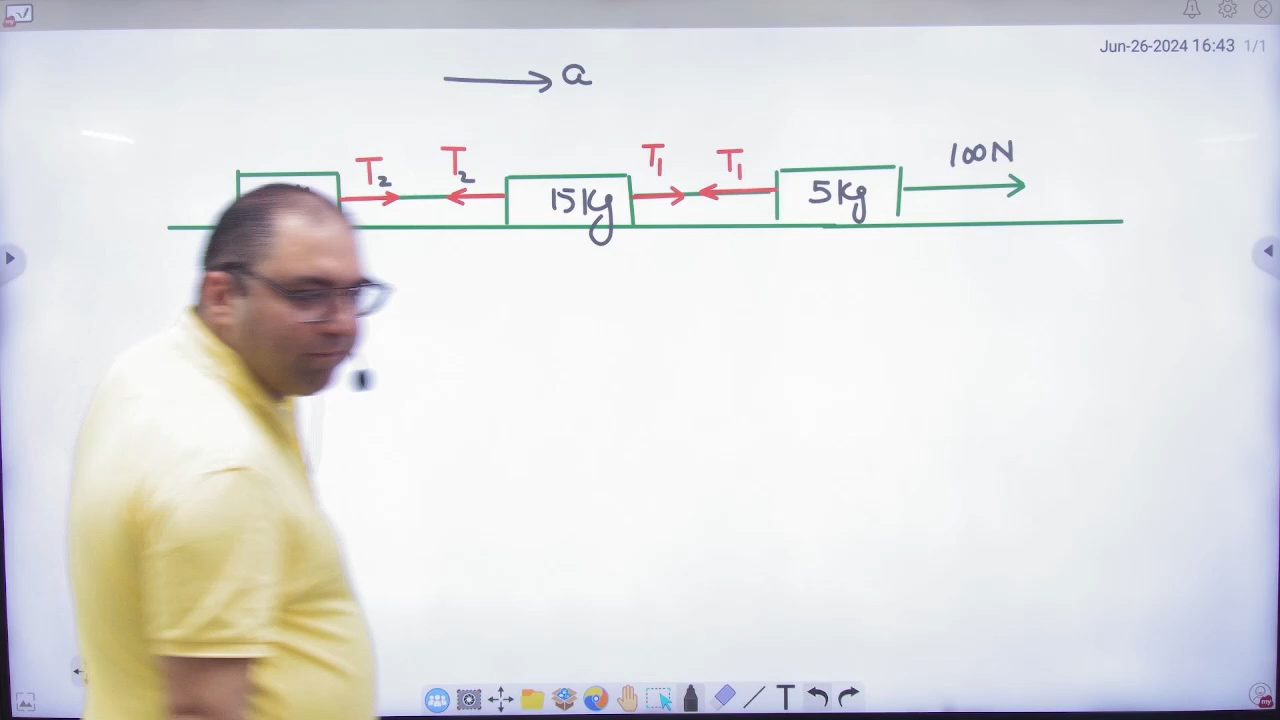 Jun-26-2024 16:43 1/1
a
T₂ T₂ T₁ T₁ 100N
15Kg 5Kg